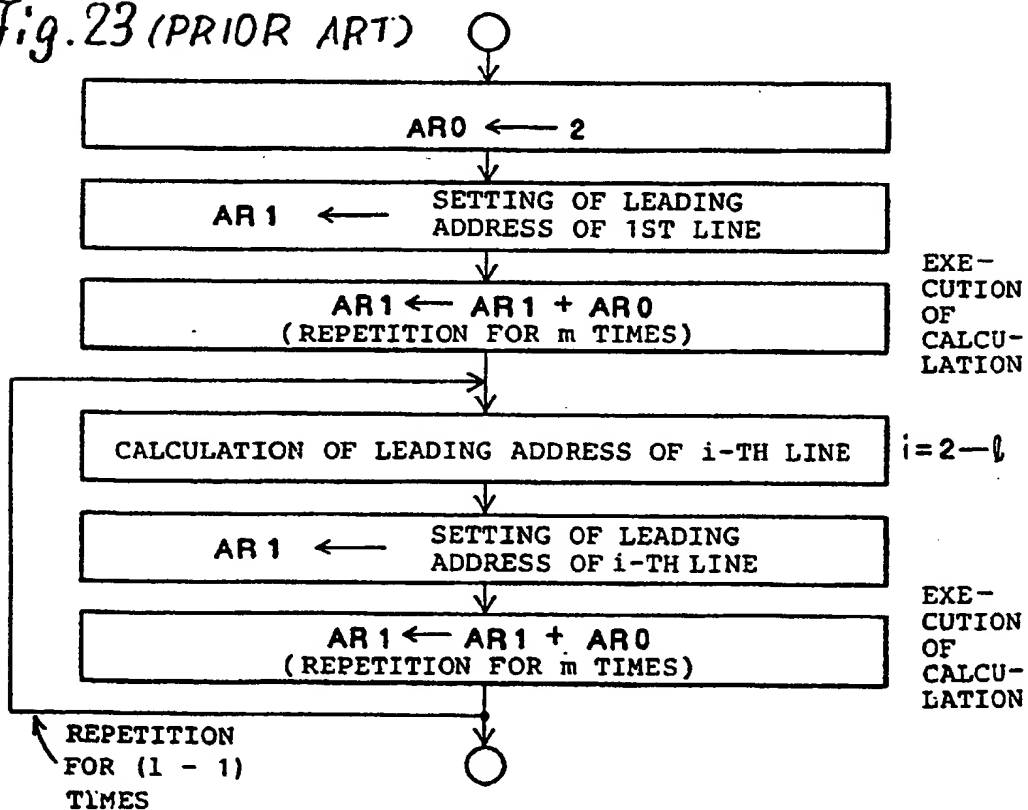 Fig.23 (PRIOR ART)
AR0 ← 2
AR1 ← SETTING OF LEADING
ADDRESS OF 1ST LINE
AR1 ← AR1 + AR0
(REPETITION FOR m TIMES)
EXE-
CUTION
OF
CALCU-
LATION
CALCULATION OF LEADING ADDRESS OF i-TH LINE
i=2—ℓ
AR1 ← SETTING OF LEADING
ADDRESS OF i-TH LINE
AR1 ← AR1 + AR0
(REPETITION FOR m TIMES)
EXE-
CUTION
OF
CALCU-
LATION
REPETITION
FOR (1 - 1)
TIMES